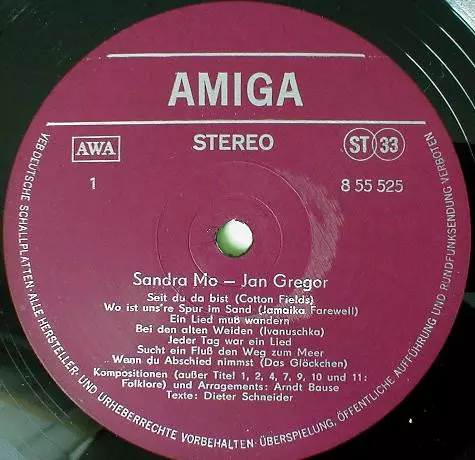 AMIGA
AWA
STEREO
ST 33
1
8 55 525
Sandra Mo – Jan Gregor
Seit du da bist (Cotton Fields)
Wo ist uns're Spur im Sand (Jamaika Farewell)
Ein Lied muß wandern
Bei den alten Weiden (Ivanuschka)
Jeder Tag war ein Lied
Sucht ein Fluß den Weg zum Meer
Wenn du Abschied nimmst (Das Glöckchen)
Kompositionen (außer Titel 1, 2, 4, 7, 9, 10 und 11:
Folklore) und Arragements: Arndt Bause
Texte: Dieter Schneider
VEB DEUTSCHE SCHALLPLATTEN · ALLE HERSTELLER- UND URHEBERRECHTE VORBEHALTEN · ÜBERSPIELUNG, ÖFFENTLICHE AUFFÜHRUNG UND RUNDFUNKSENDUNG VERBOTEN